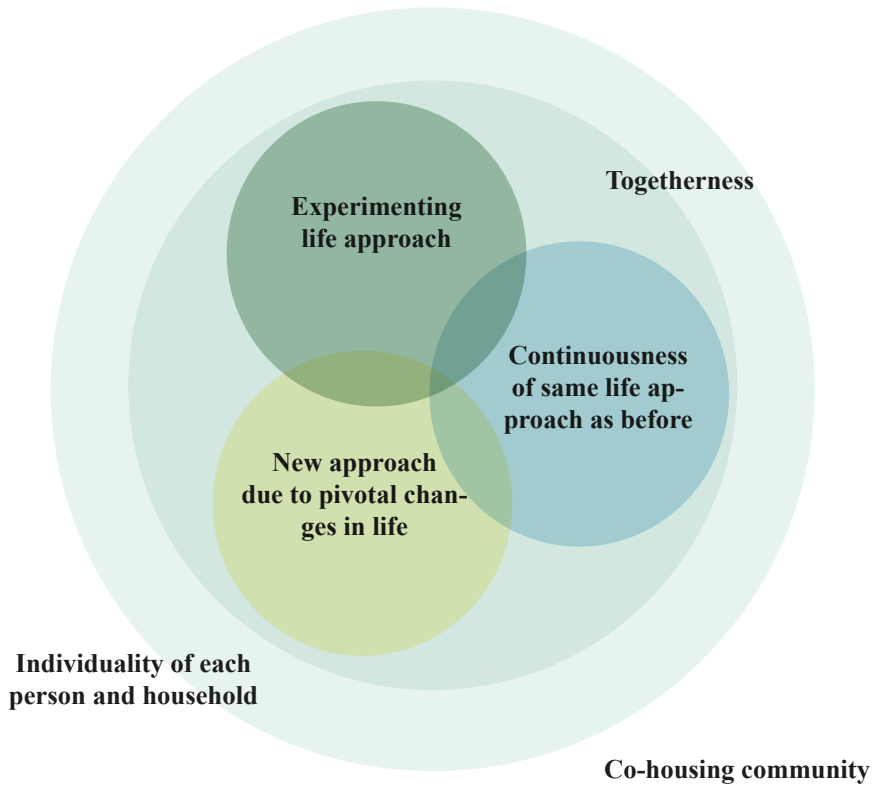 Togetherness
Experimenting
life approach
Continuousness
of same life ap-
proach as before
New approach
due to pivotal chan-
ges in life
Individuality of each
person and household
Co-housing community